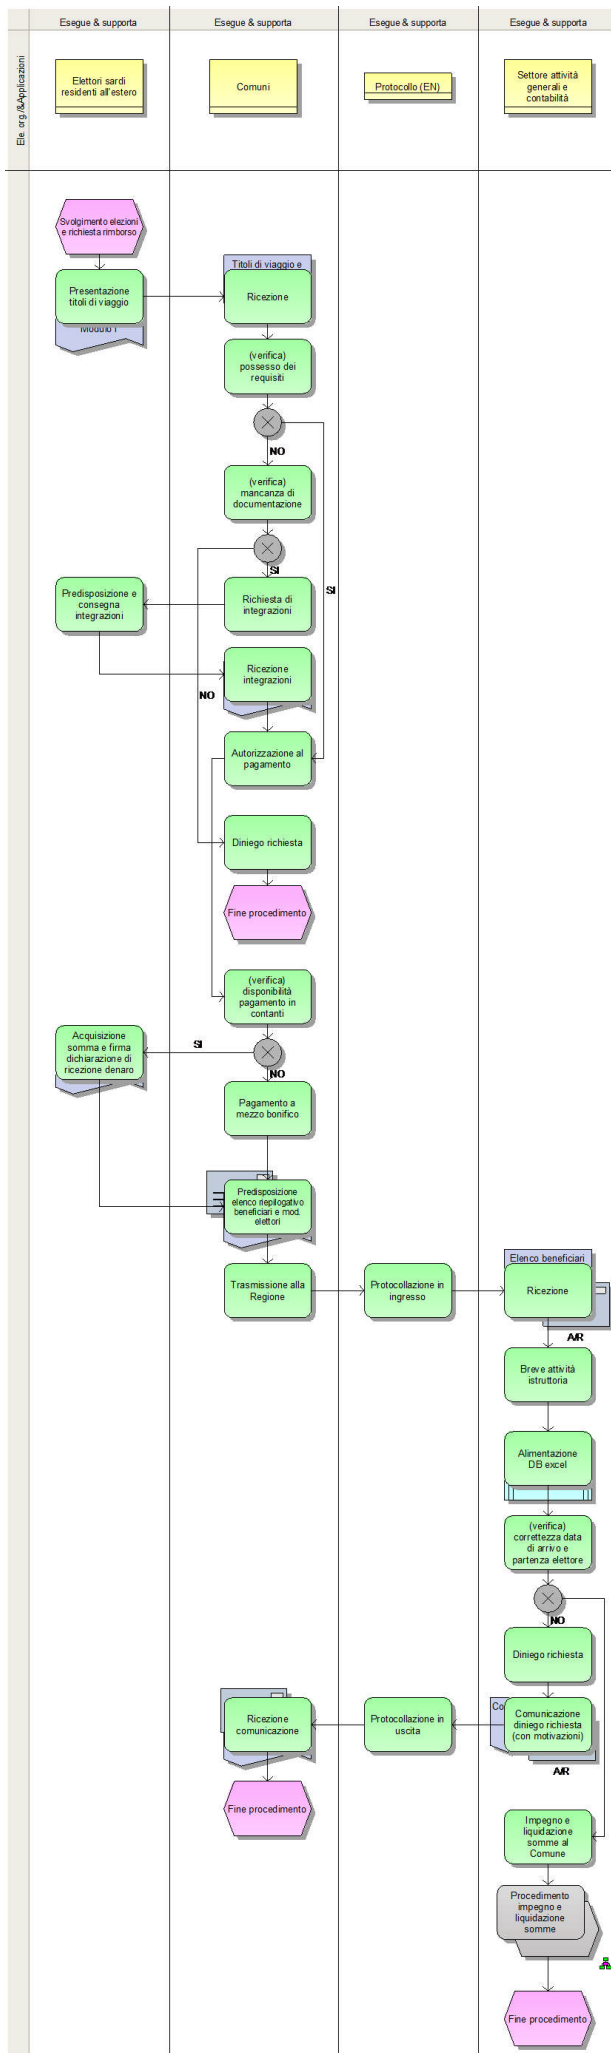 Esegue & supporta
Esegue & supporta
Esegue & supporta
Esegue & supporta
Ele. org./&Applicazioni
Elettori sardi
residenti all'estero
Comuni
Protocollo (EN)
Settore attività
generali e
contabilità
Svolgimento elezioni
e richiesta rimborso
Presentazione
titoli di viaggio
Modulo
Titoli di viaggio e
Ricezione
(verifica)
possesso dei
requisiti
NO
(verifica)
mancanza di
documentazione
SI
SI
Predisposizione e
consegna
integrazioni
Richiesta di
integrazioni
Ricezione
integrazioni
NO
Autorizzazione al
pagamento
Diniego richiesta
Fine procedimento
(verifica)
disponibilità
pagamento in
contanti
Acquisizione
somma e firma
dichiarazione di
ricezione denaro
SI
NO
Pagamento a
mezzo bonifico
Predisposizione
elenco riepilogativo
beneficiari e mod.
elettori
Trasmissione alla
Regione
Protocollazione in
ingresso
Elenco beneficiari
Ricezione
A/R
Breve attività
istruttoria
Alimentazione
DB excel
(verifica)
correttezza data
di arrivo e
partenza elettore
NO
Diniego richiesta
Ricezione
comunicazione
Protocollazione in
uscita
Co
Comunicazione
diniego richiesta
(con motivazioni)
A/R
Fine procedimento
Impegno e
liquidazione
somme al
Comune
Procedimento
impegno e
liquidazione
somme
Fine procedimento